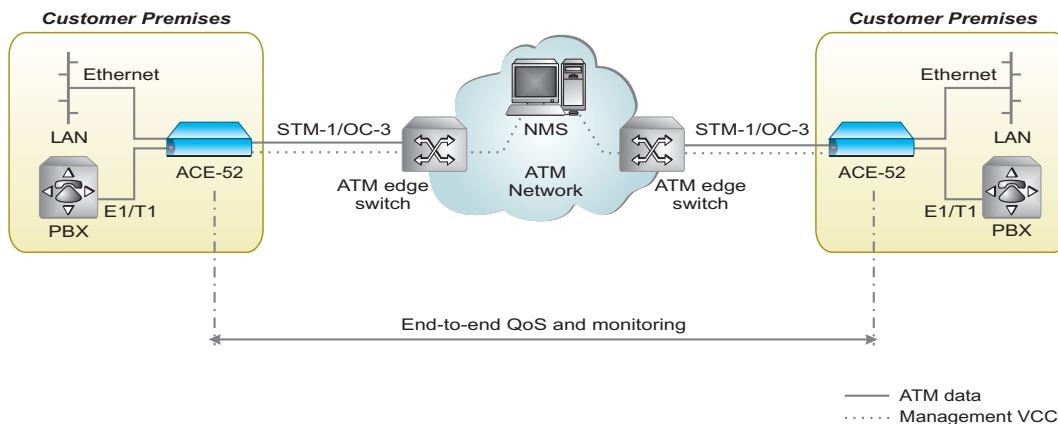 Customer Premises
Customer Premises
Ethernet
LAN
PBX
E1/T1
ACE-52
STM-1/OC-3
ATM edge
switch
NMS
ATM
Network
STM-1/OC-3
ATM edge
switch
Ethernet
LAN
ACE-52
E1/T1
PBX
End-to-end QoS and monitoring
ATM data
Management VCC